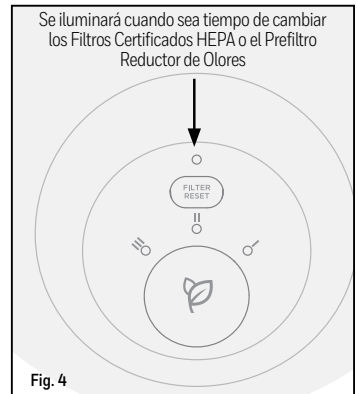 Se iluminará cuando sea tiempo de cambiar
los Filtros Certificados HEPA o el Prefiltro
Reductor de Olores
FILTER
RESET
Fig. 4